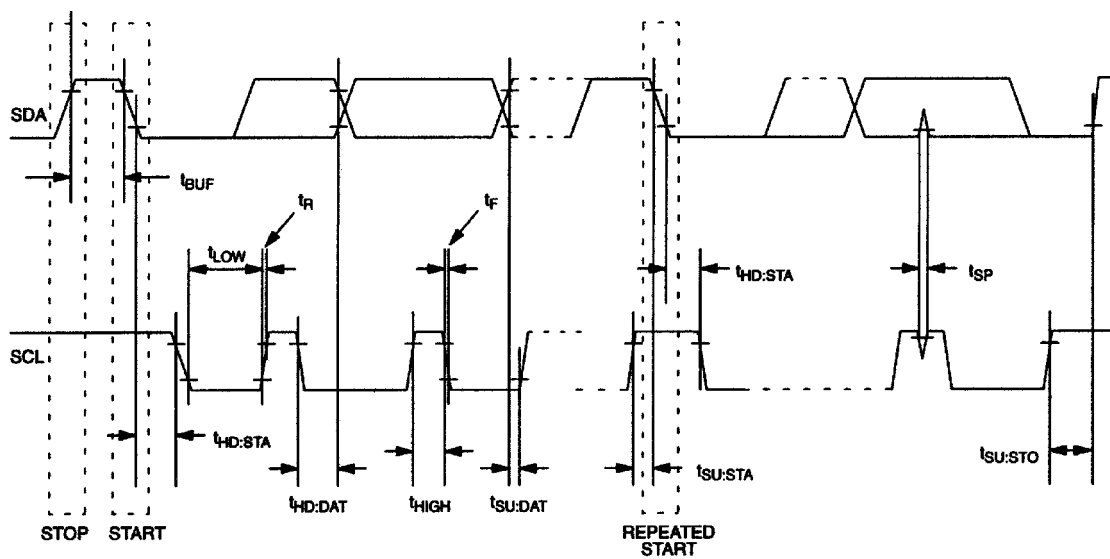 SDA
tBUF
tR
tF
tLOW
tHD:STA
tSP
SCL
tHD:STA
tSU:STA
tSU:STO
tHD:DAT
tHIGH
tSU:DAT
STOP
START
REPEATED
START